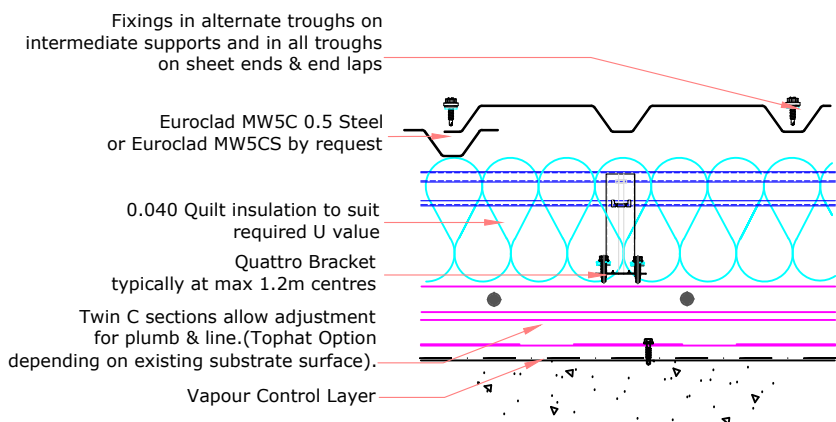 Fixings in alternate troughs on
intermediate supports and in all troughs
on sheet ends & end laps
Euroclad MW5C 0.5 Steel
or Euroclad MW5CS by request
0.040 Quilt insulation to suit
required U value
Quattro Bracket
typically at max 1.2m centres
Twin C sections allow adjustment
for plumb & line.(Tophat Option
depending on existing substrate surface).
Vapour Control Layer